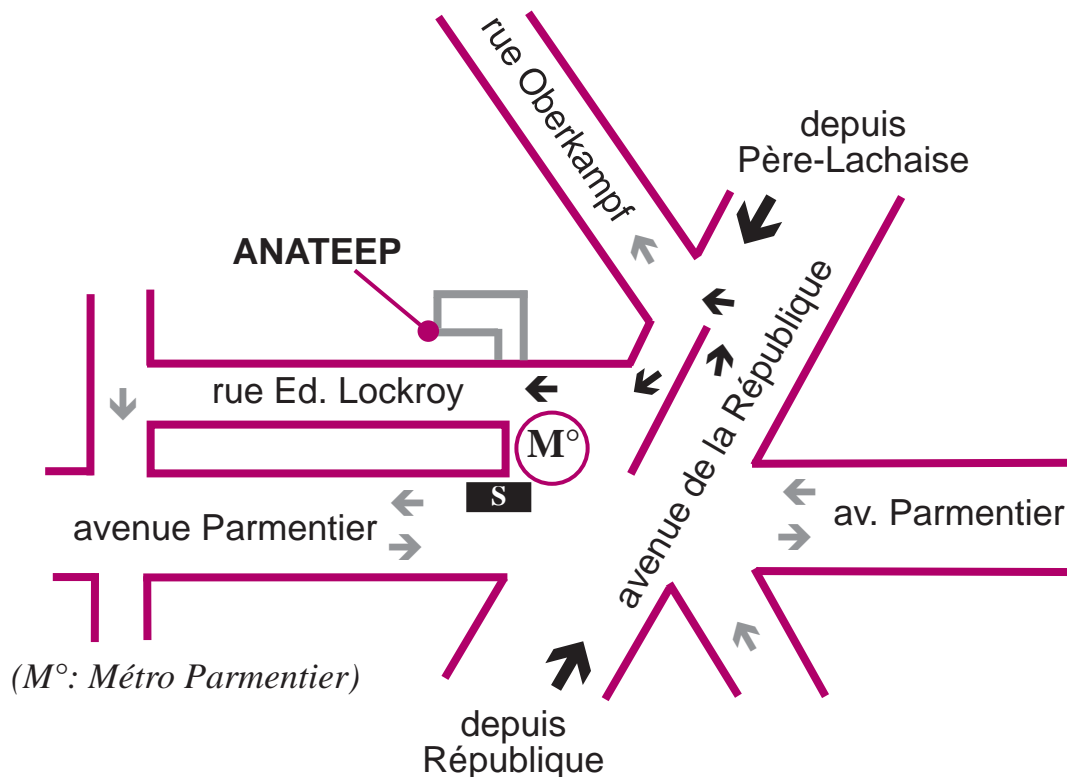 rue Oberkampf
depuis
Père-Lachaise
ANATEEP
avenue de la République
rue Ed. Lockroy
M°
S
avenue Parmentier
av. Parmentier
(M°: Métro Parmentier)
depuis
République